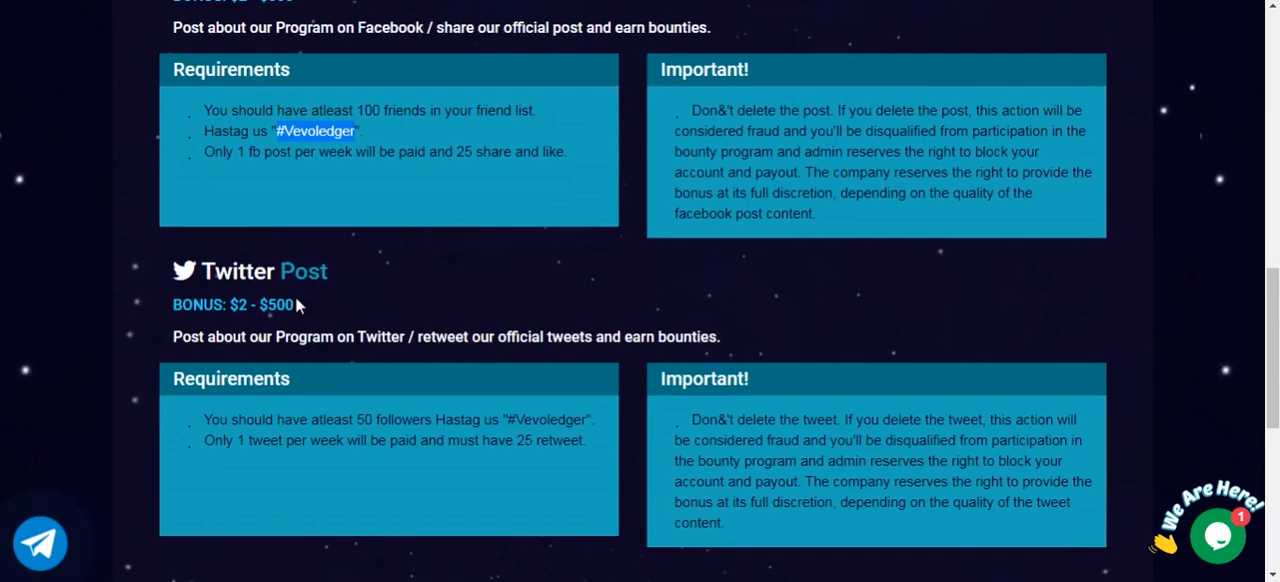 Post about our Program on Facebook / share our official post and earn bounties.
Requirements
You should have atleast 100 friends in your friend list.
Hastag us "#Vevoledger".
Only 1 fb post per week will be paid and 25 share and like.
Important!
Don&'t delete the post. If you delete the post, this action will
be considered fraud and you'll be disqualified from participation in the
bounty program and admin reserves the right to block your
account and payout. The company reserves the right to provide the
bonus at its full discretion, depending on the quality of the
facebook post content.
Twitter Post
BONUS: $2 - $500
Post about our Program on Twitter / retweet our official tweets and earn bounties.
Requirements
You should have atleast 50 followers Hastag us "#Vevoledger".
Only 1 tweet per week will be paid and must have 25 retweet.
Important!
Don&'t delete the tweet. If you delete the tweet, this action will
be considered fraud and you'll be disqualified from participation in
the bounty program and admin reserves the right to block your
account and payout. The company reserves the right to provide the
bonus at its full discretion, depending on the quality of the tweet
content.
We Are Here!
1